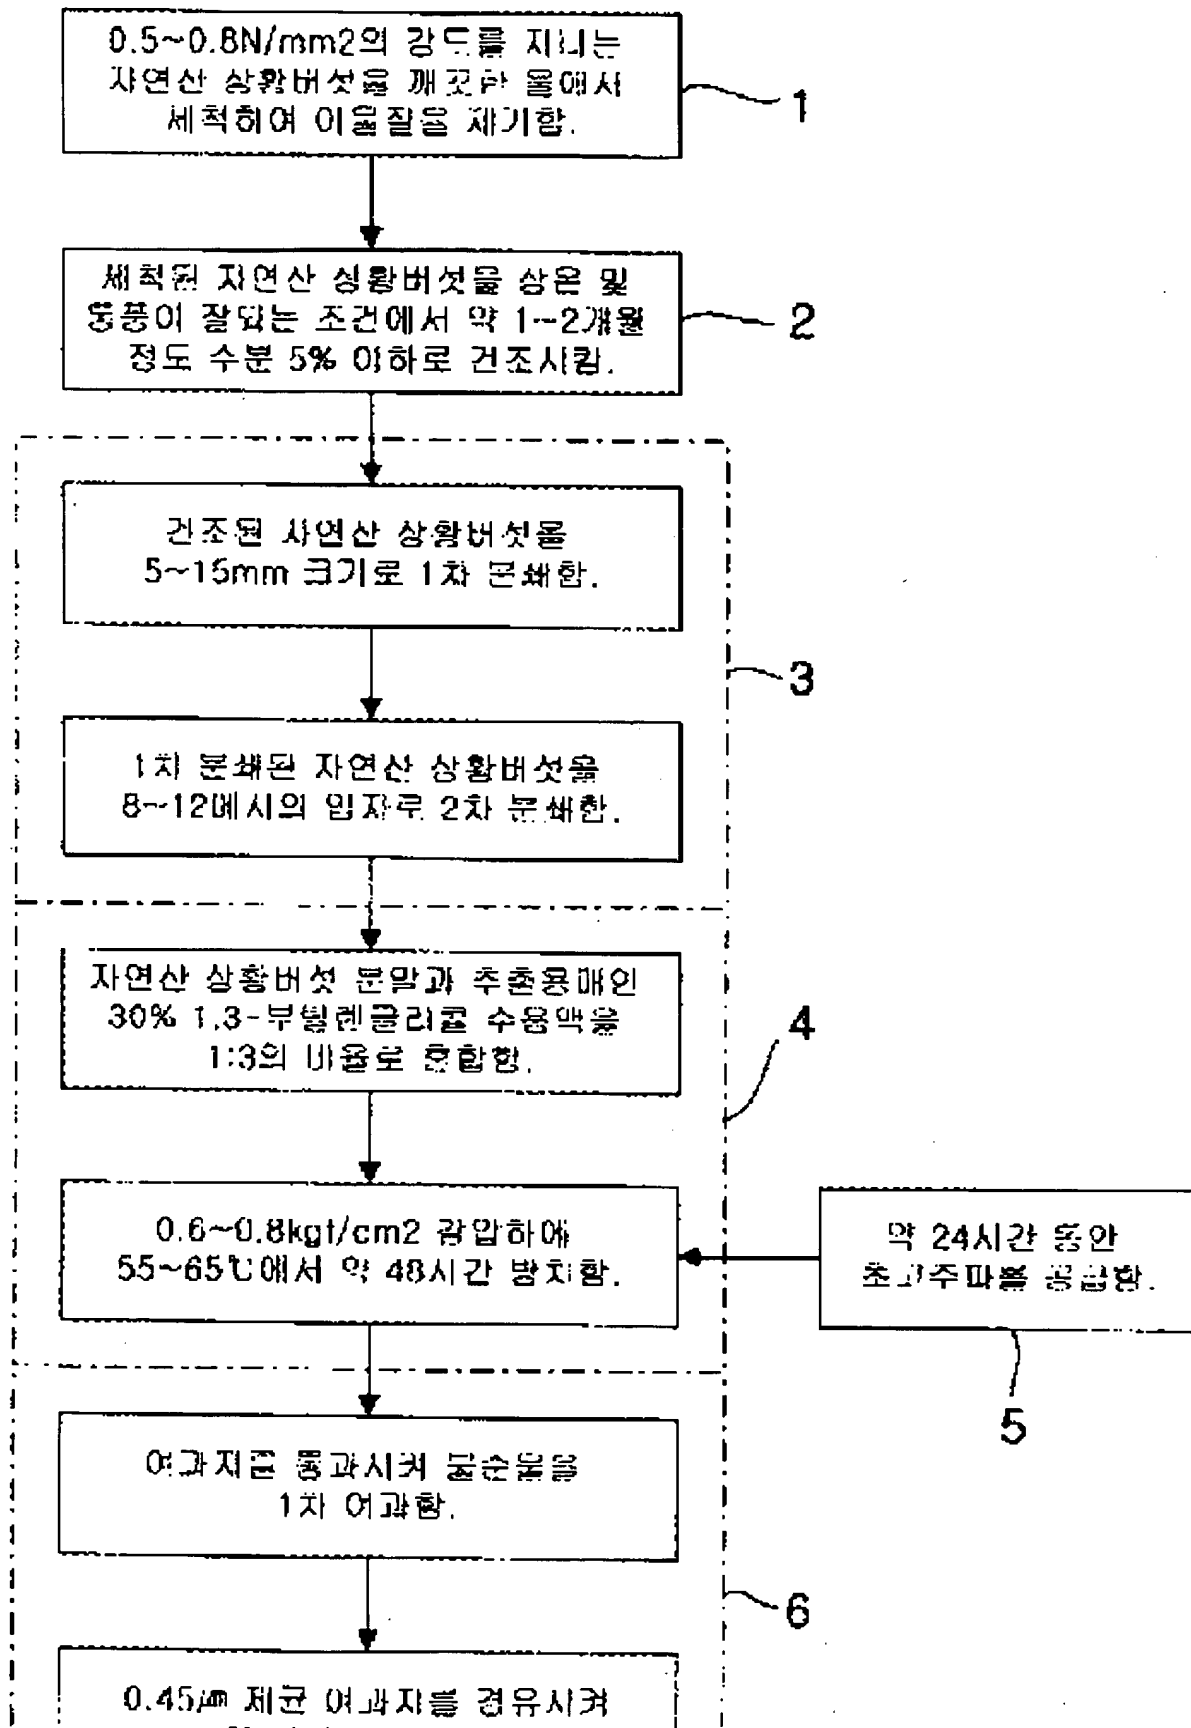 0.5~0.8N/mm2의 강도를 지니는
자연산 상황버섯을 깨끗한 물에서
세척하여 이물질을 제거함.
1
세척된 자연산 상황버섯을 상온 및
통풍이 잘되는 조건에서 약 1~2개월
정도 수분 5% 이하로 건조시킴.
2
건조된 자연산 상황버섯을
5~15mm 크기로 1차 분쇄함.
3
1차 분쇄된 자연산 상황버섯을
8~12메시의 입자로 2차 분쇄함.
자연산 상황버섯 분말과 추출용매인
30% 1,3-부틸렌글리콜 수용액을
1:3의 비율로 혼합함.
4
0.6~0.8kgf/cm2 감압하에
55~65℃에서 약 48시간 방치함.
약 24시간 동안
초고주파를 공급함.
5
여과지를 통과시켜 불순물을
1차 여과함.
6
0.45㎛ 제균 여과지를 경유시켜